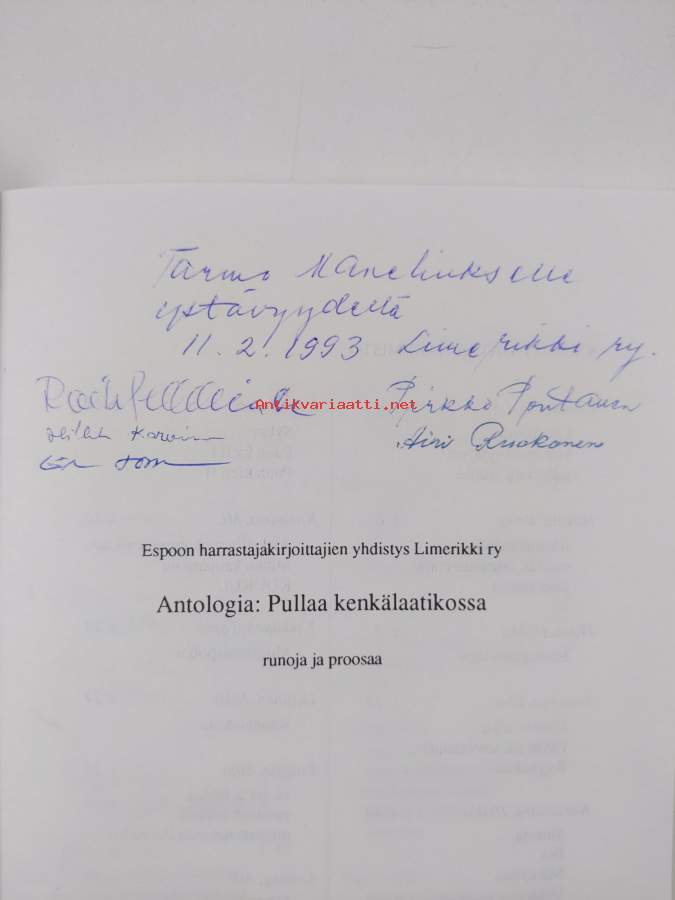 Tarmo Maneliukselle
ystävyydellä
11.2.1993 Limerikki ry.
Pirkko Pontanen
Airi Ruokonen
Antikvariaatti.net
Espoon harrastajakirjoittajien yhdistys Limerikki ry
Antologia: Pullaa kenkälaatikossa
runoja ja proosaa